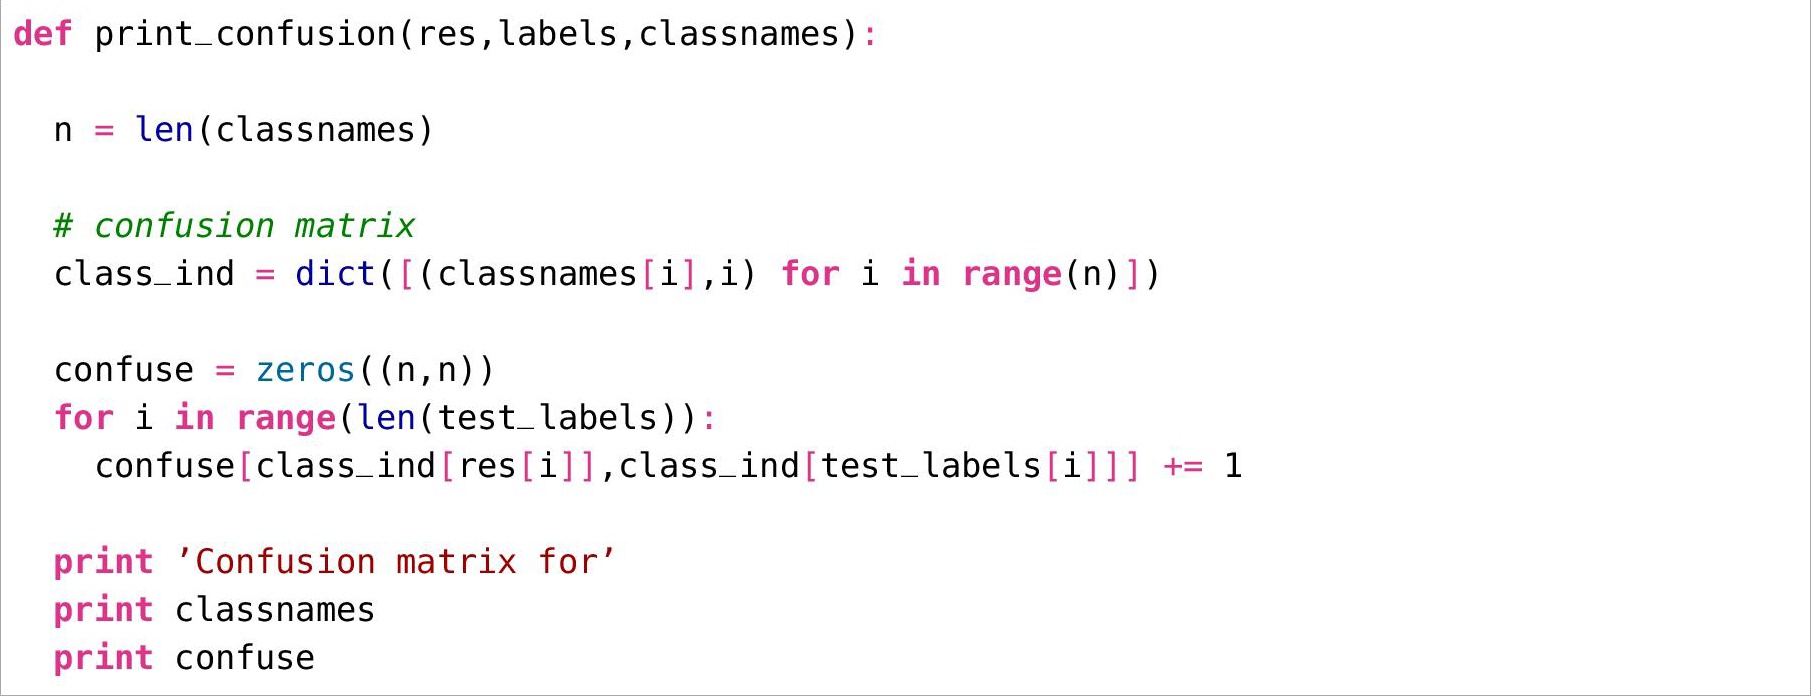 def print_confusion(res,labels,classnames):
n = len(classnames)
# confusion matrix
class_ind = dict([(classnames[i],i) for i in range(n)])
confuse = zeros((n,n))
for i in range(len(test_labels)):
confuse[class_ind[res[i]],class_ind[test_labels[i]]] += 1
print ’Confusion matrix for’
print classnames
print confuse